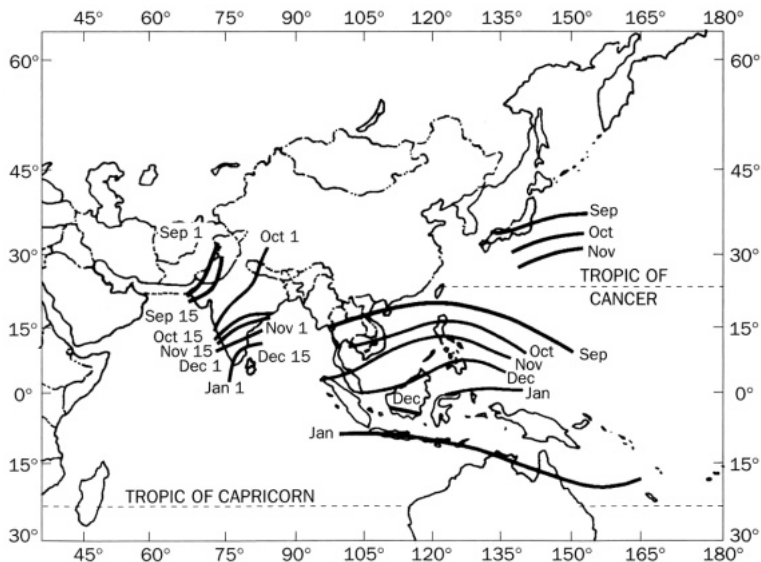 45° 60° 75° 90° 105° 120° 135° 150° 180°
60° 60°
45° 45°
Sep 1
Oct 1
Sep
Oct
Nov
30° 30°
TROPIC OF
CANCER
Sep 15
15° 15°
Oct 15
Nov 1
Nov 15
Dec 15
Dec 1
Jan 1
Oct
Sep
Nov
Dec
Jan
0° 0°
Dec
Jan
15° 15°
TROPIC OF CAPRICORN
30° 30°
45° 60° 75° 90° 105° 120° 135° 150° 180°